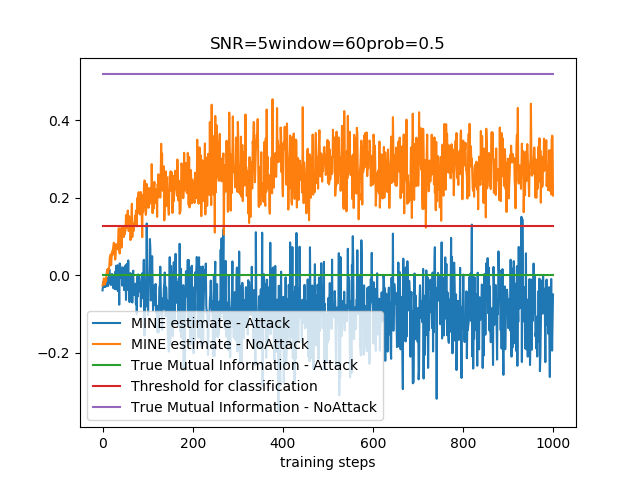 SNR=5window=60prob=0.5
0.4
0.2
0.0
−0.2
MINE estimate - Attack
MINE estimate - NoAttack
True Mutual Information - Attack
Threshold for classification
True Mutual Information - NoAttack
0 200 400 600 800 1000
training steps